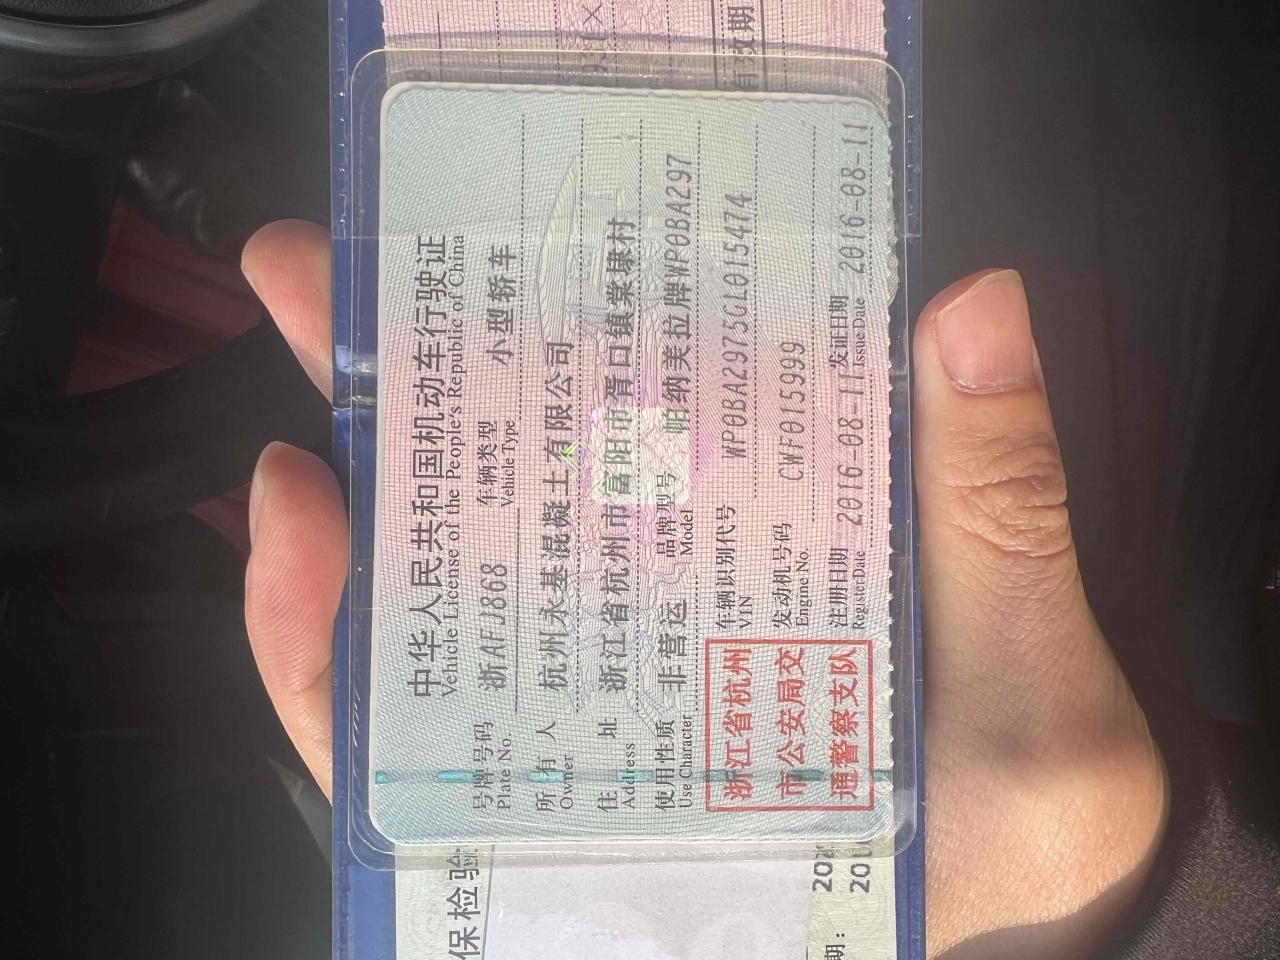 中华人民共和国机动车行驶证
Vehicle License of the People's Republic of China
号牌号码 浙AFJ868 车辆类型 小型轿车
Plate No. Vehicle Type
所有人 杭州永基混凝土有限公司
Owner
住址 浙江省杭州市富阳市胥口镇棠棣村
Address
使用性质 非营运 品牌型号 帕纳美拉牌WP0BA297
Use Character Model
浙江省杭州
市公安局交
通警察支队
车辆识别代号 WP0BA2975GL015474
VIN
发动机号码 CWF015999
Engine No.
注册日期 2016-08-11 发证日期 2016-08-11
Register Date Issue Date
保检验
有效期